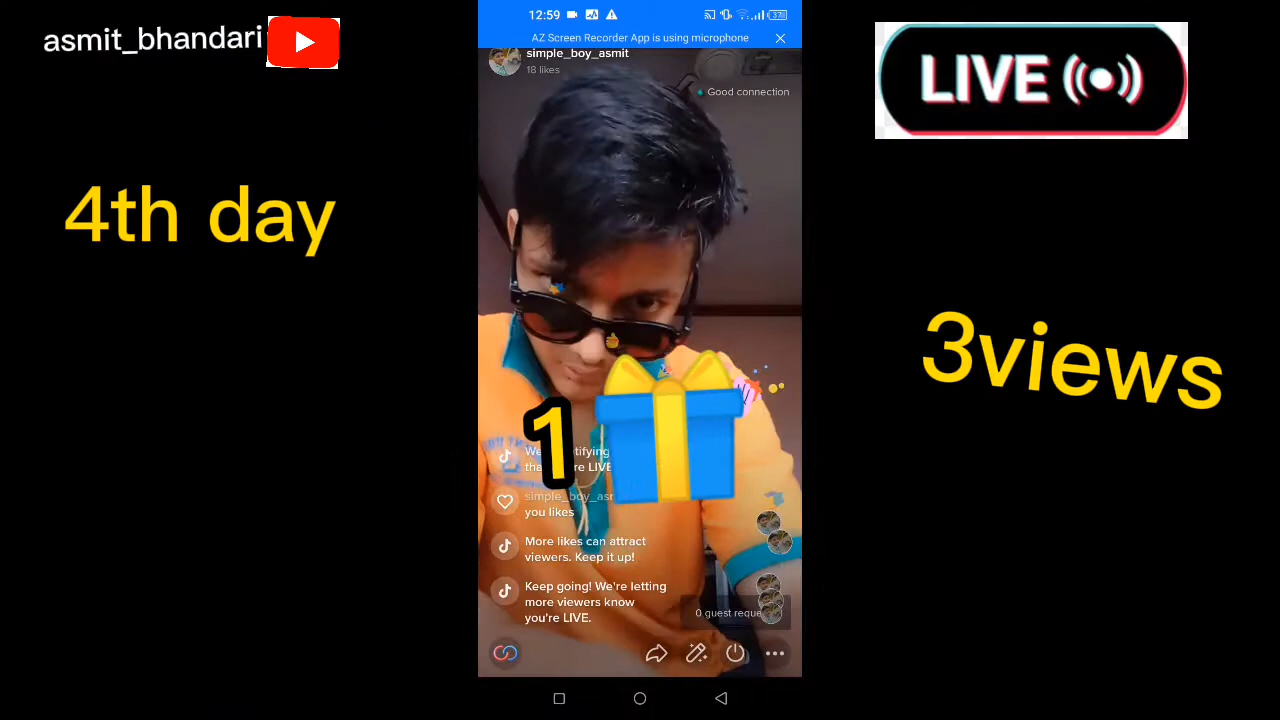 asmit_bhandari
LIVE
4th day
3views
12:59
37
AZ Screen Recorder App is using microphone
simple_boy_asmit
18 likes
Good connection
1
simple_boy_asm
you likes
More likes can attract
viewers. Keep it up!
Keep going! We're letting
more viewers know
you're LIVE.
0 guest reque